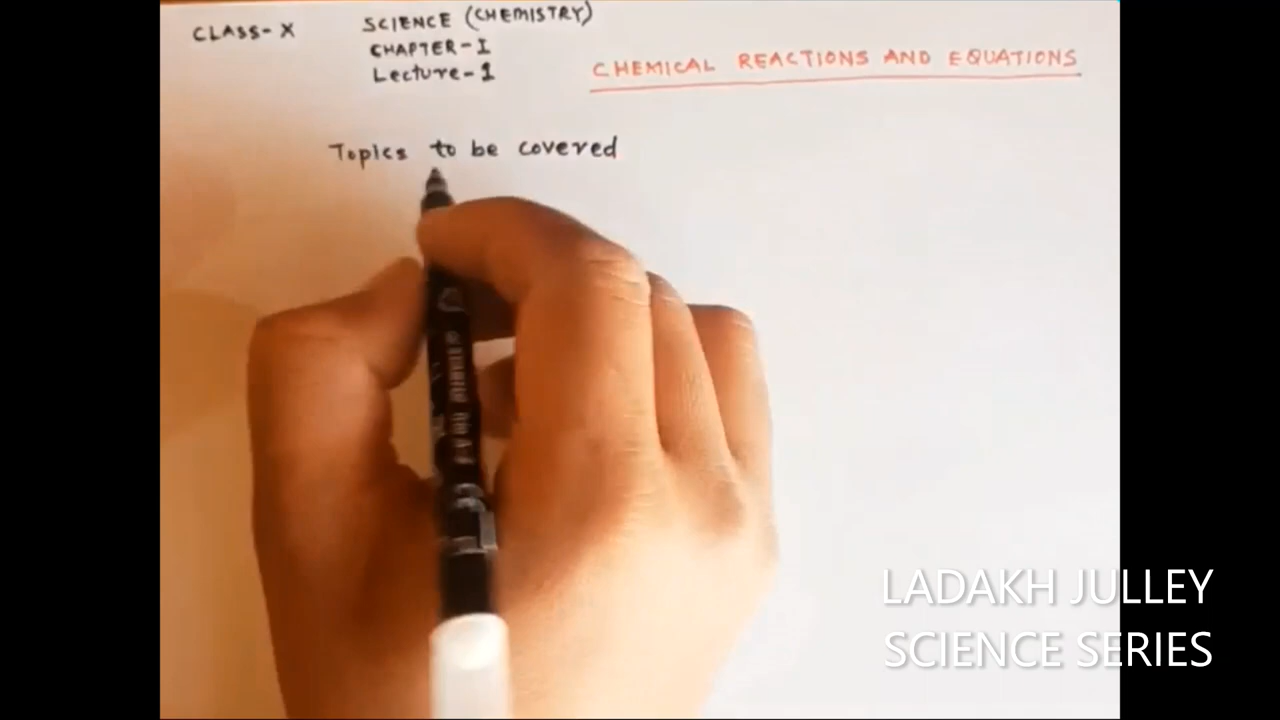 CLASS-X
SCIENCE (CHEMISTRY)
CHAPTER-I
Lecture-1
CHEMICAL REACTIONS AND EQUATIONS
Topics to be covered
LADAKH JULLEY
SCIENCE SERIES